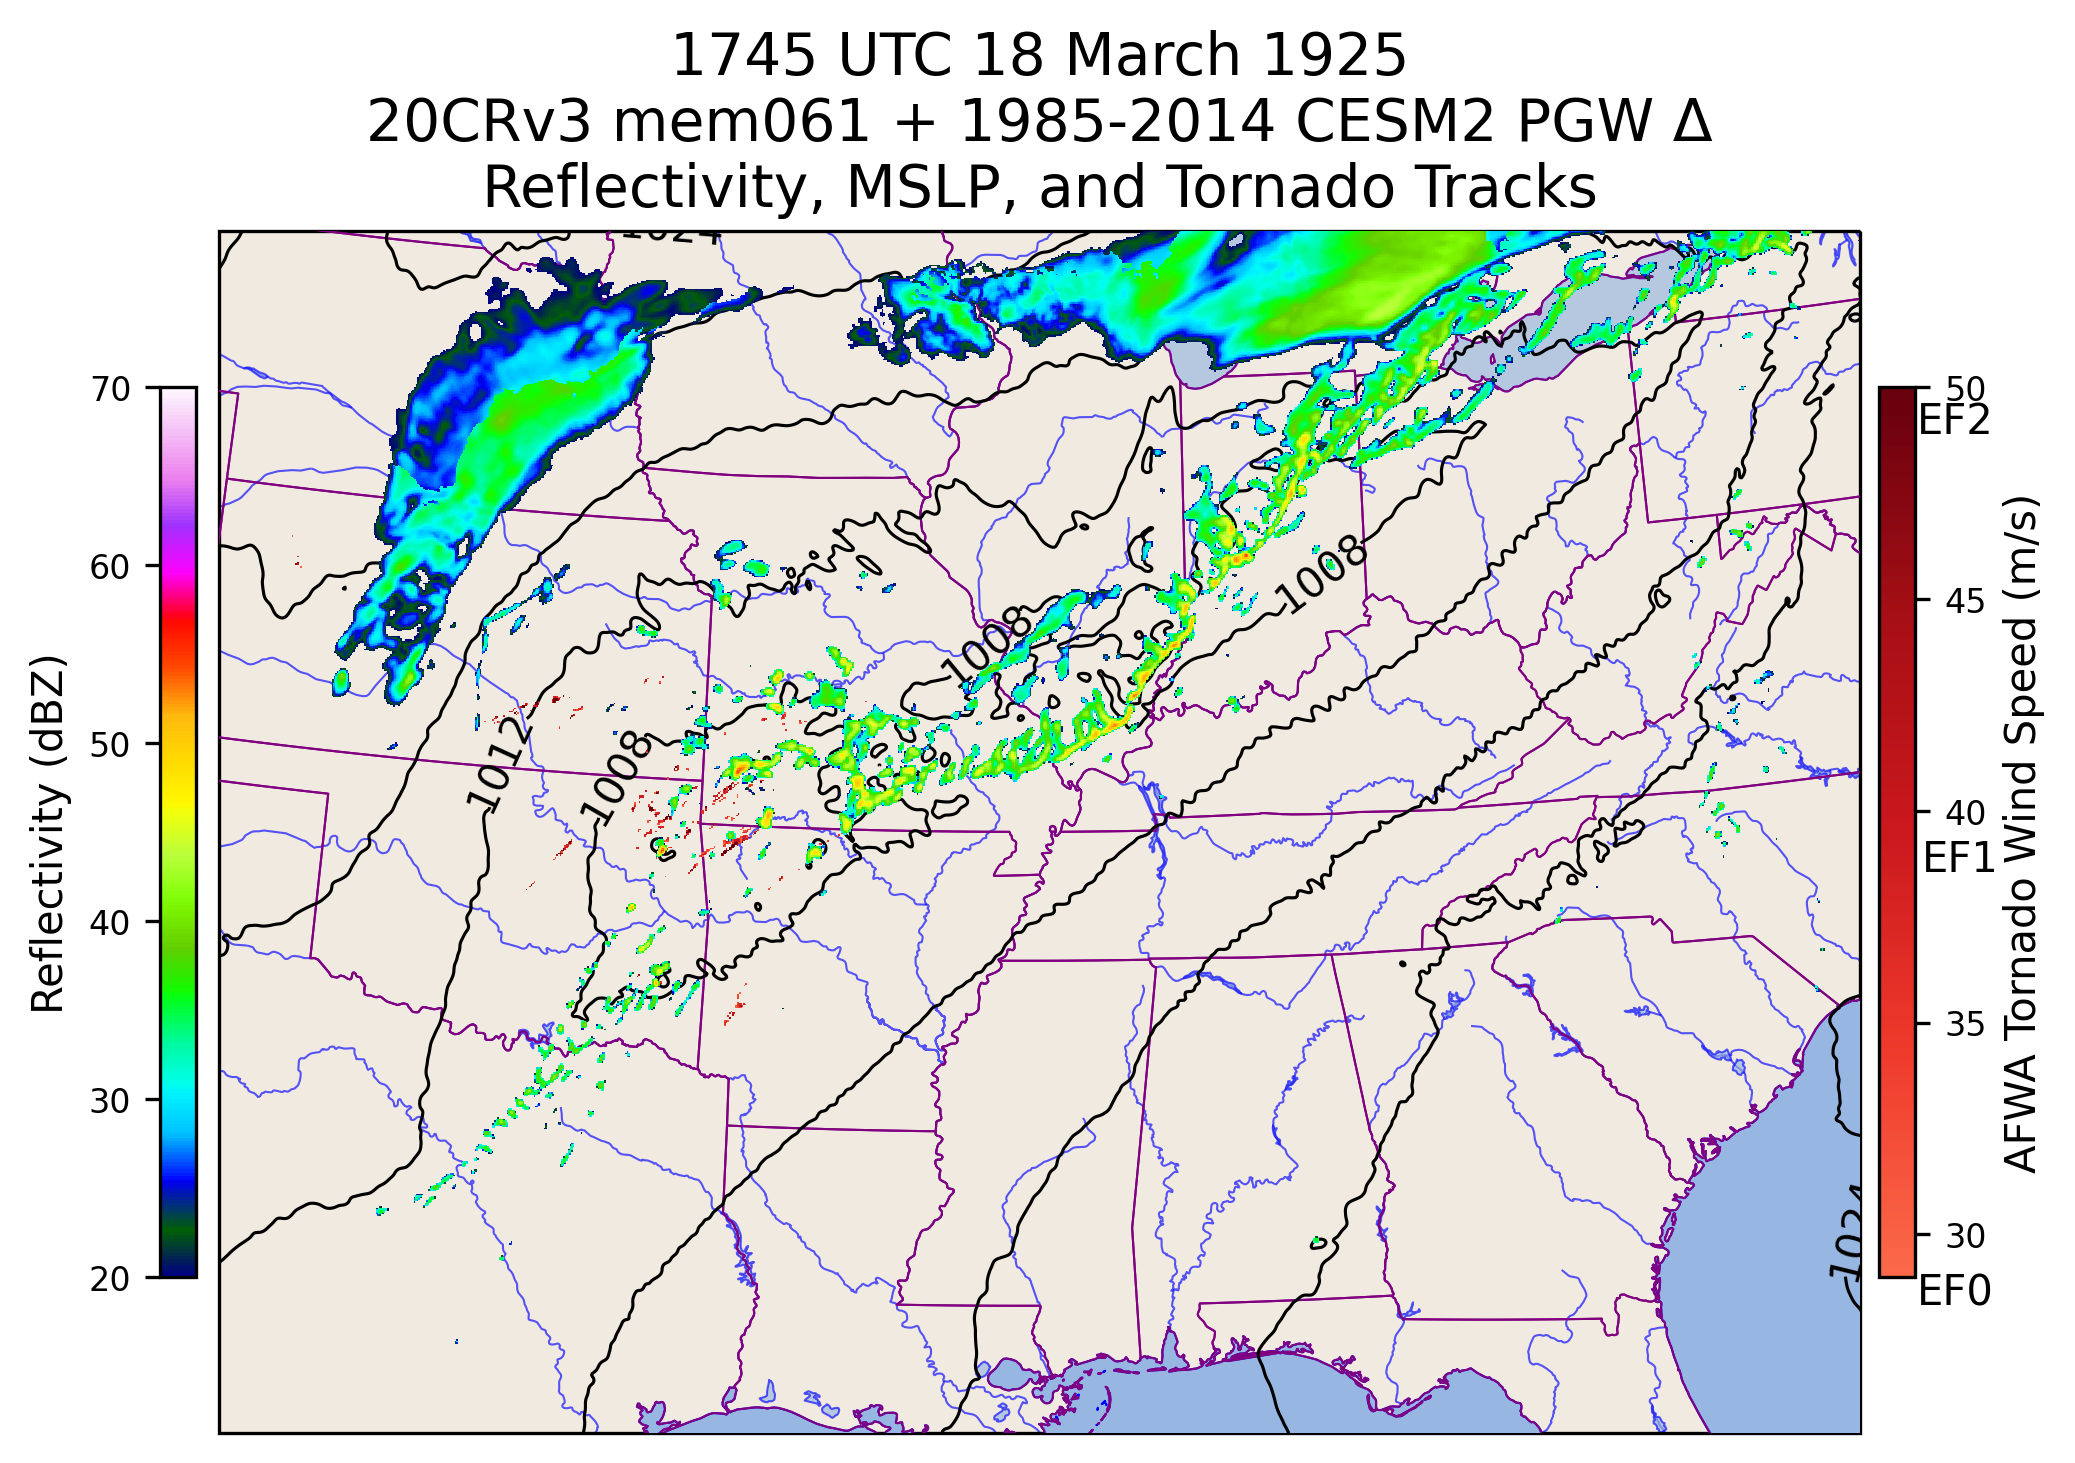 1745 UTC 18 March 1925
20CRv3 mem061 + 1985-2014 CESM2 PGW Δ
Reflectivity, MSLP, and Tornado Tracks
1024
70
60
50
40
30
20
Reflectivity (dBZ)
1008
1008
1012
1008
1024
50
EF2
45
40
EF1
35
30
EF0
AFWA Tornado Wind Speed (m/s)